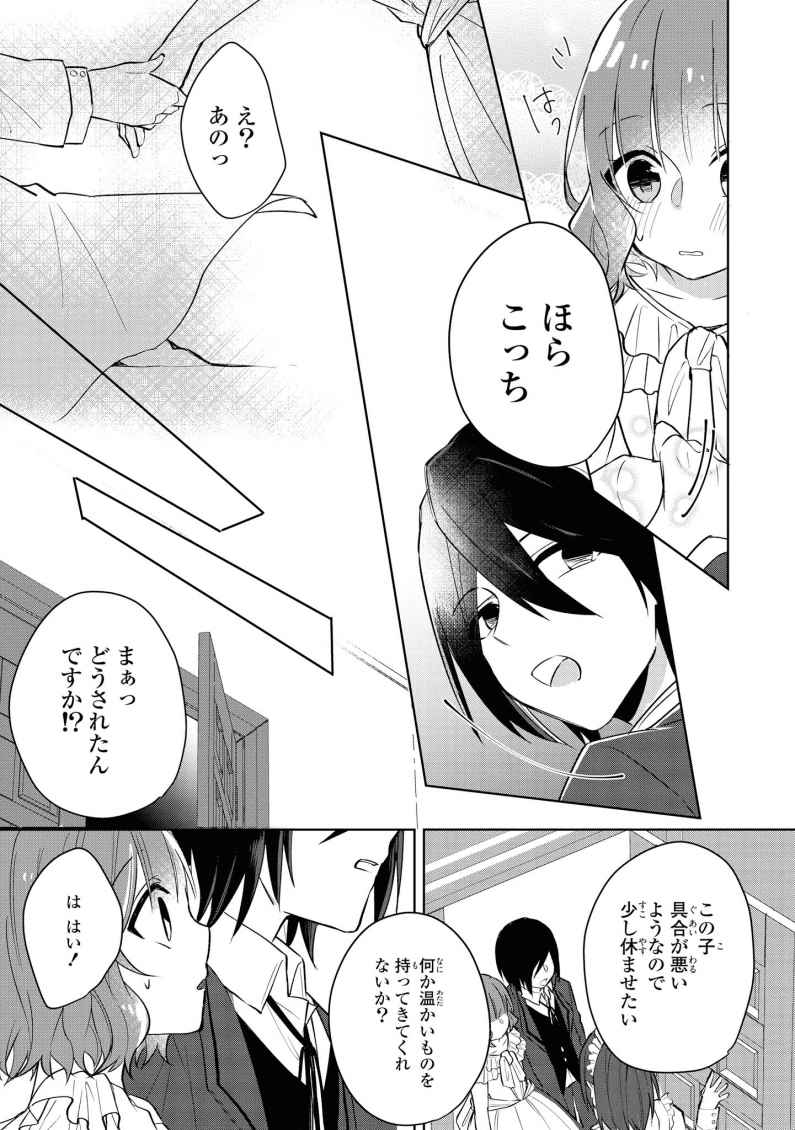 はっ
え?
あのっ
ほら
こっち
まぁっ
どうされたん
ですか!?
この子
具合が悪い
ようなので
少し休ませたい
何か温かいものを
持ってきてくれ
ないか?
は はい!